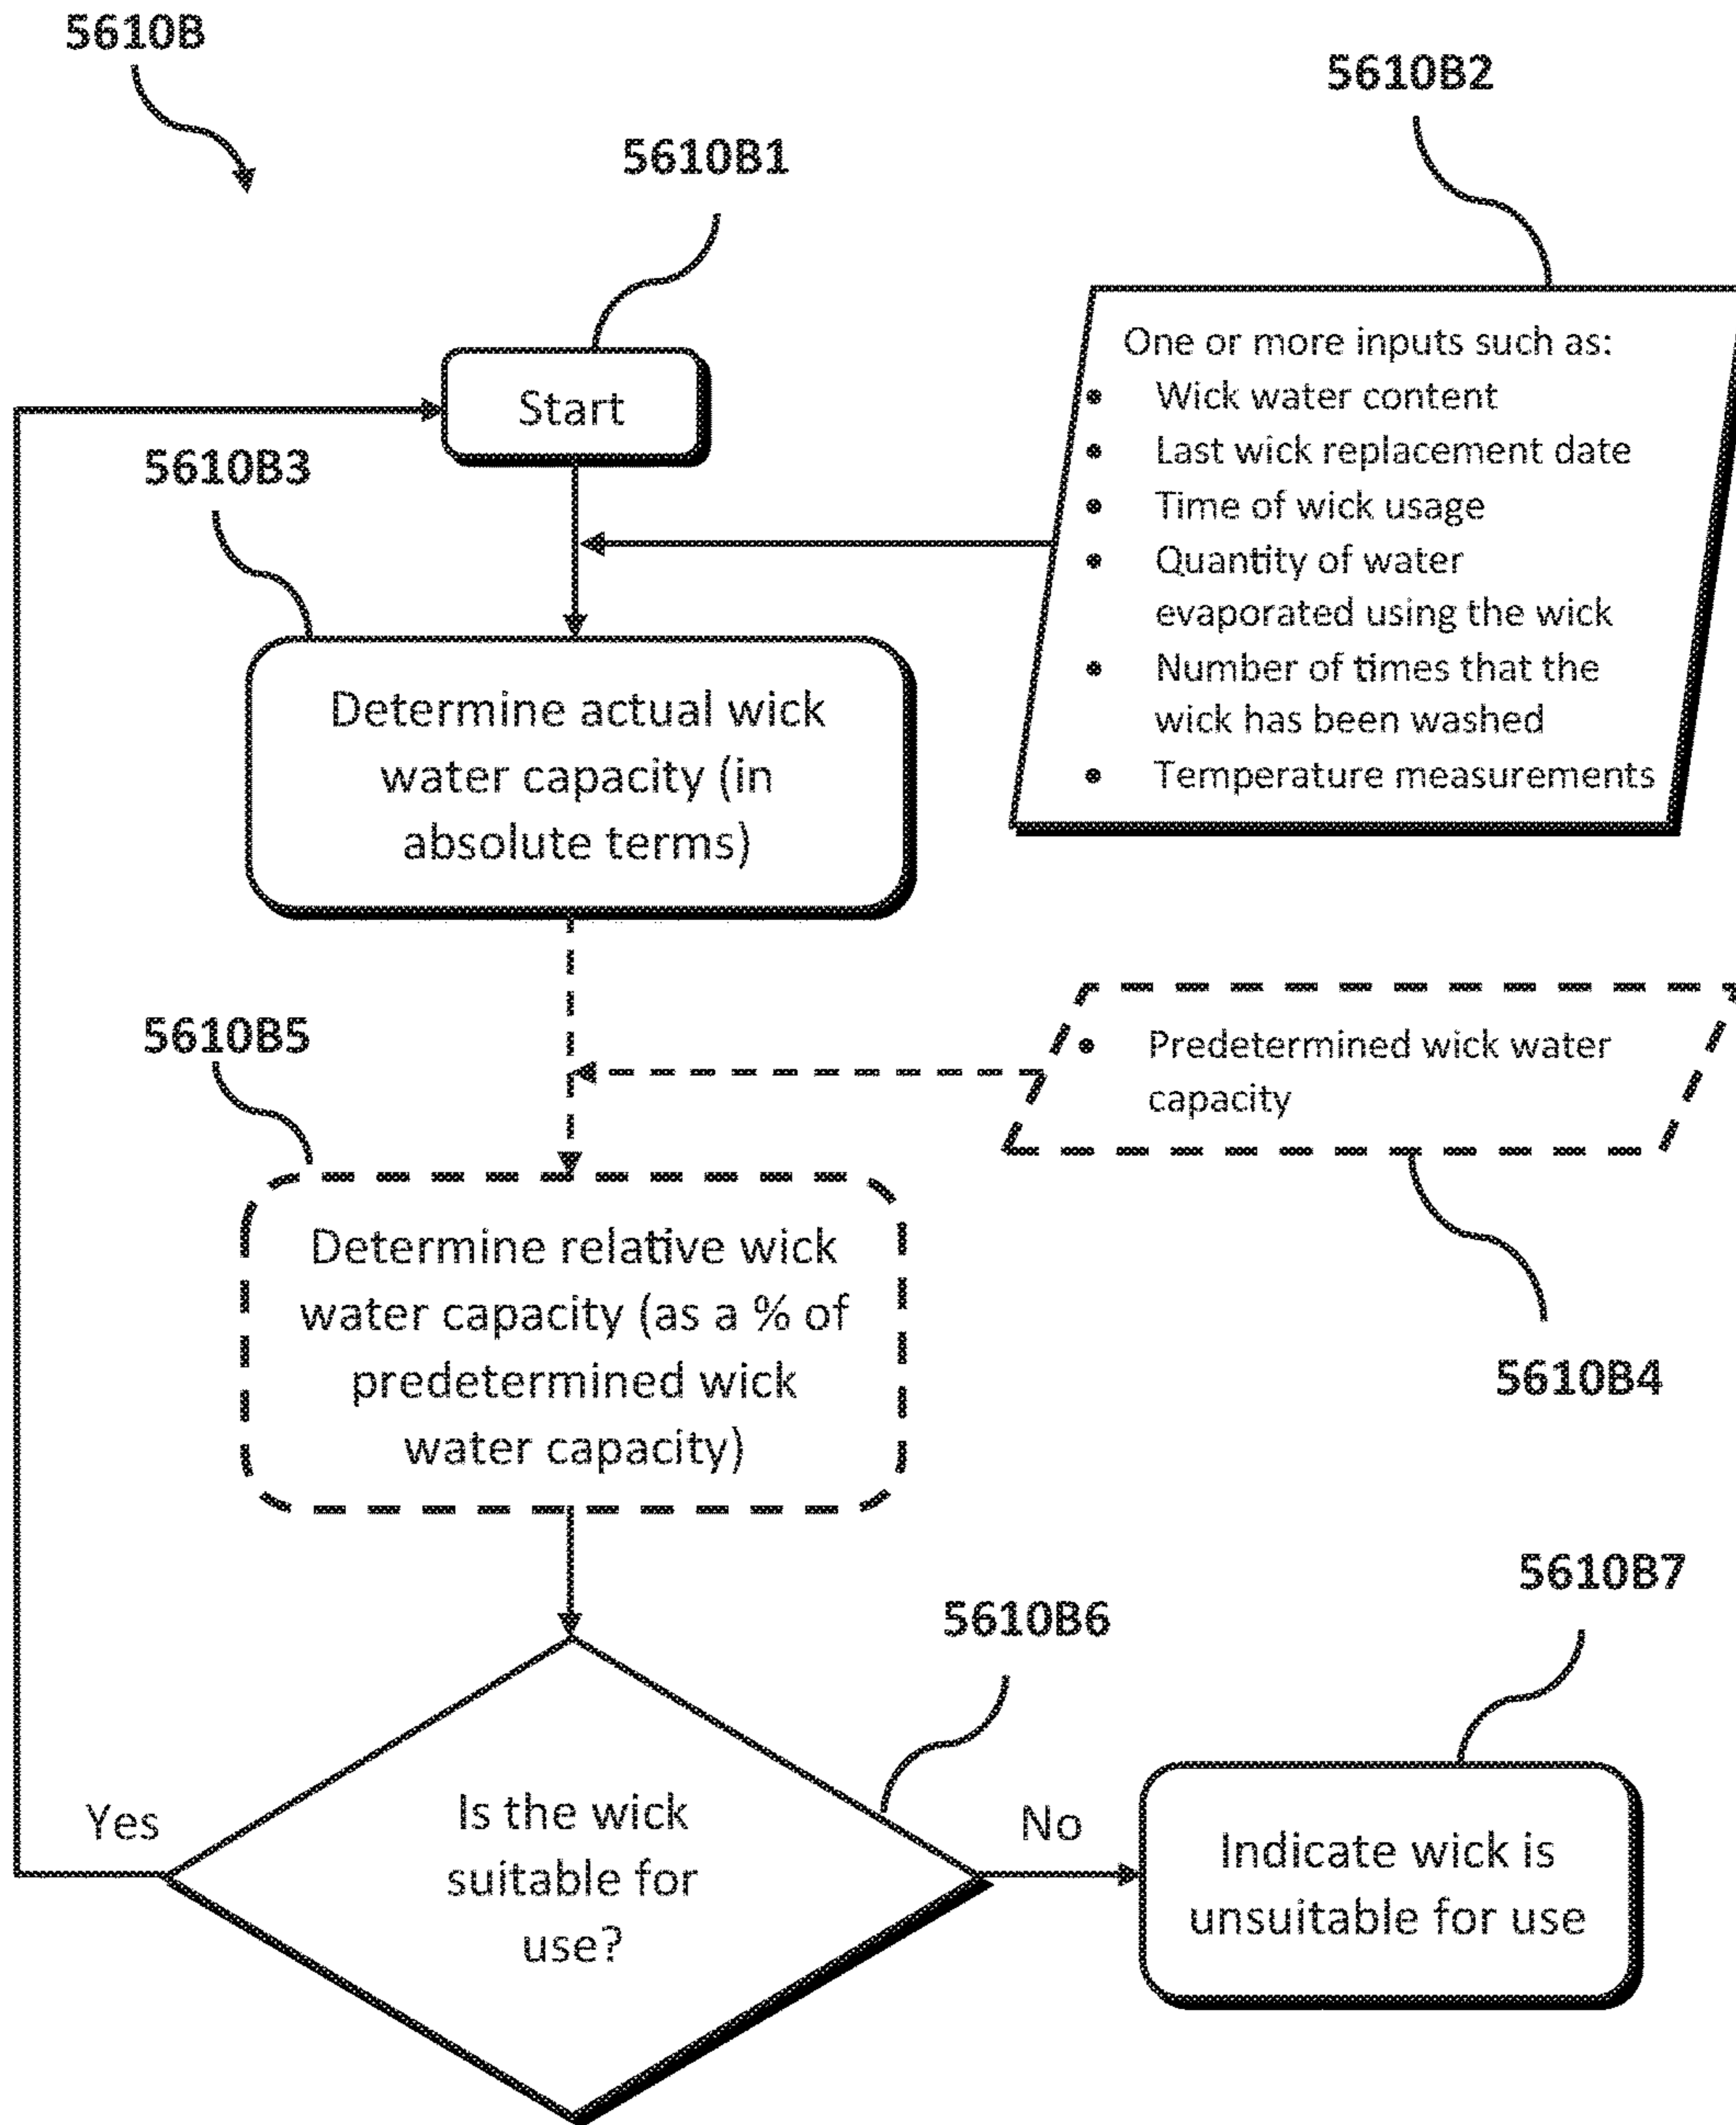 5610B
5610B2
5610B1
One or more inputs such as:
• Wick water content
• Last wick replacement date
• Time of wick usage
• Quantity of water
evaporated using the wick
• Number of times that the
wick has been washed
• Temperature measurements
Start
5610B3
Determine actual wick
water capacity (in
absolute terms)
• Predetermined wick water
capacity
5610B4
5610B5
Determine relative wick
water capacity (as a % of
predetermined wick
water capacity)
5610B6
5610B7
Yes
Is the wick
suitable for
use?
No
Indicate wick is
unsuitable for use